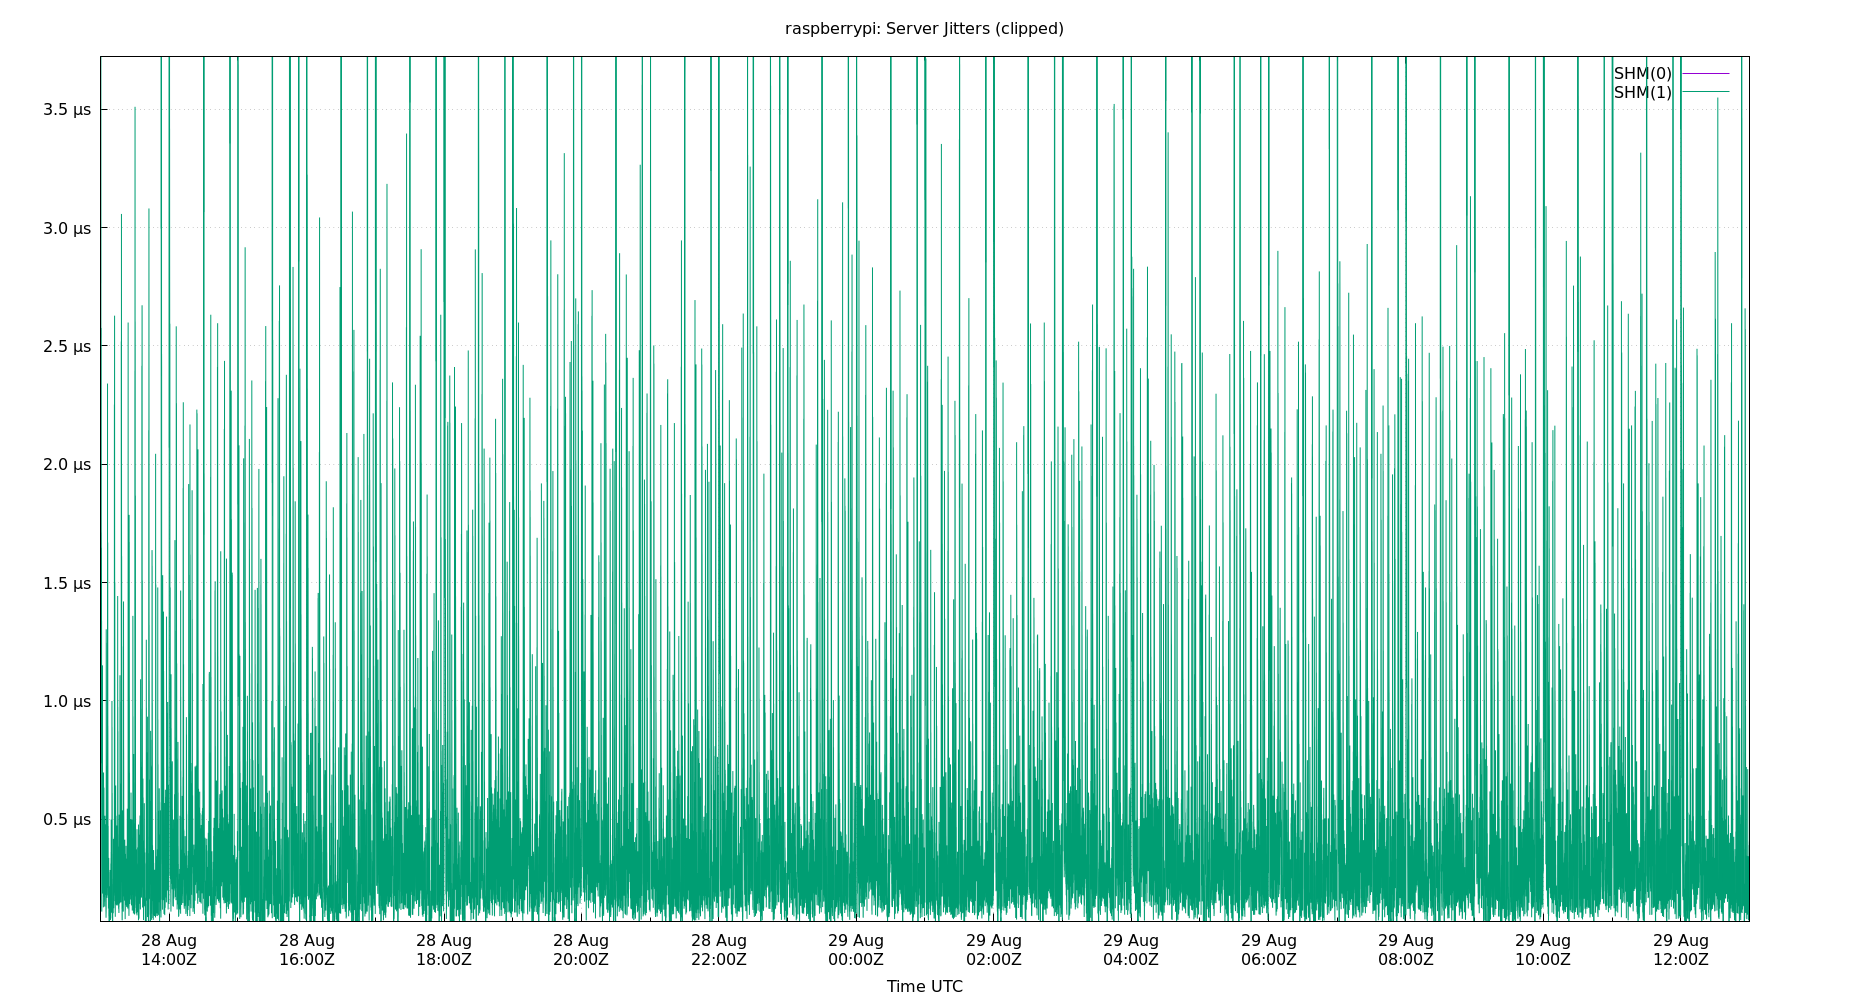 raspberrypi: Server Jitters (clipped)
SHM(0)
SHM(1)
3.5 µs
3.0 µs
2.5 µs
2.0 µs
1.5 µs
1.0 µs
0.5 µs
28 Aug 28 Aug 28 Aug 28 Aug 28 Aug 29 Aug 29 Aug 29 Aug 29 Aug 29 Aug 29 Aug 29 Aug
14:00Z 16:00Z 18:00Z 20:00Z 22:00Z 00:00Z 02:00Z 04:00Z 06:00Z 08:00Z 10:00Z 12:00Z
Time UTC